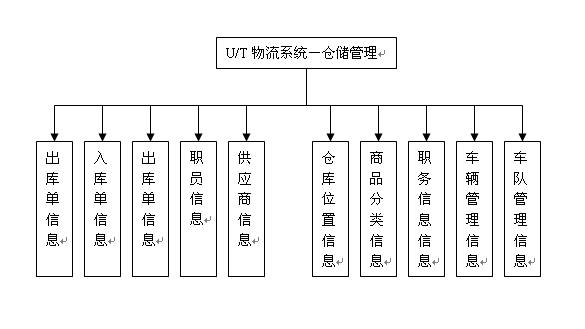 U/T 物流系统－仓储管理
出库单信息
入库单信息
出库单信息
职员信息
供应商信息
仓库位置信息
商品分类信息
职务信息信息
车辆管理信息
车队管理信息